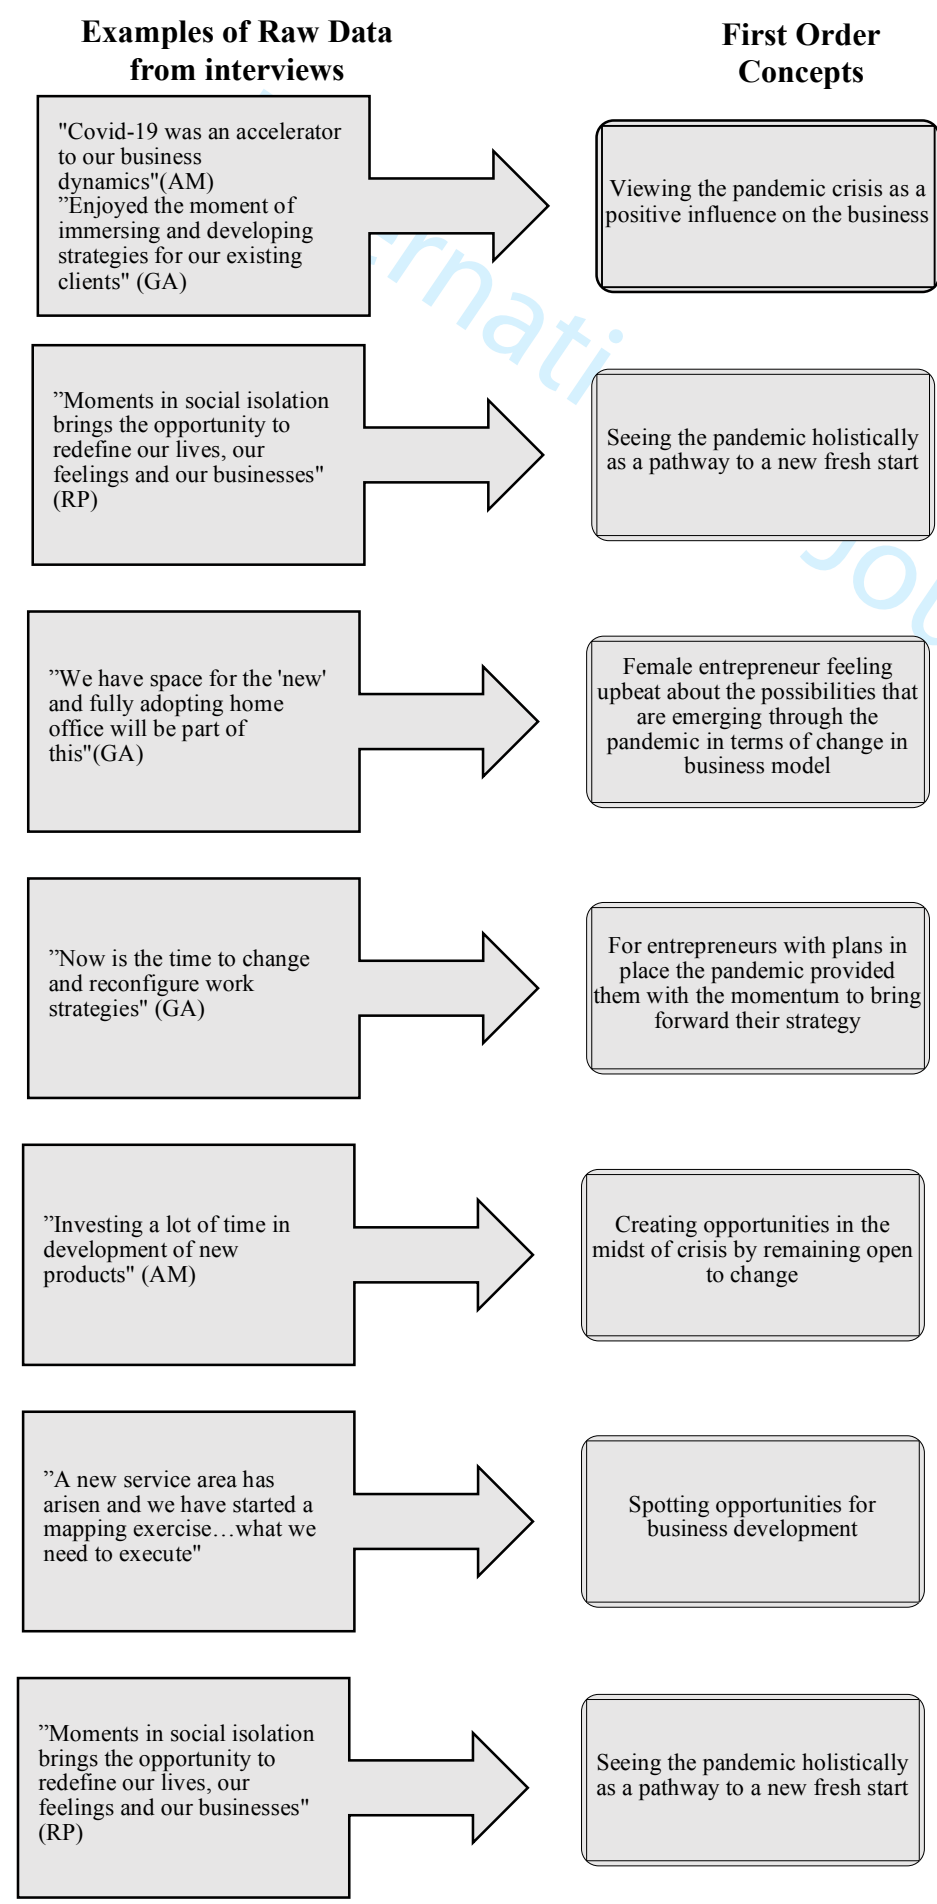 Examples of Raw Data
from interviews
First Order
Concepts
"Covid-19 was an accelerator
to our business
dynamics"(AM)
”Enjoyed the moment of
immersing and developing
strategies for our existing
clients" (GA)
Viewing the pandemic crisis as a
positive influence on the business
”Moments in social isolation
brings the opportunity to
redefine our lives, our
feelings and our businesses"
(RP)
Seeing the pandemic holistically
as a pathway to a new fresh start
”We have space for the 'new'
and fully adopting home
office will be part of
this"(GA)
Female entrepreneur feeling
upbeat about the possibilities that
are emerging through the
pandemic in terms of change in
business model
”Now is the time to change
and reconfigure work
strategies" (GA)
For entrepreneurs with plans in
place the pandemic provided
them with the momentum to bring
forward their strategy
”Investing a lot of time in
development of new
products" (AM)
Creating opportunities in the
midst of crisis by remaining open
to change
”A new service area has
arisen and we have started a
mapping exercise…what we
need to execute"
Spotting opportunities for
business development
”Moments in social isolation
brings the opportunity to
redefine our lives, our
feelings and our businesses"
(RP)
Seeing the pandemic holistically
as a pathway to a new fresh start